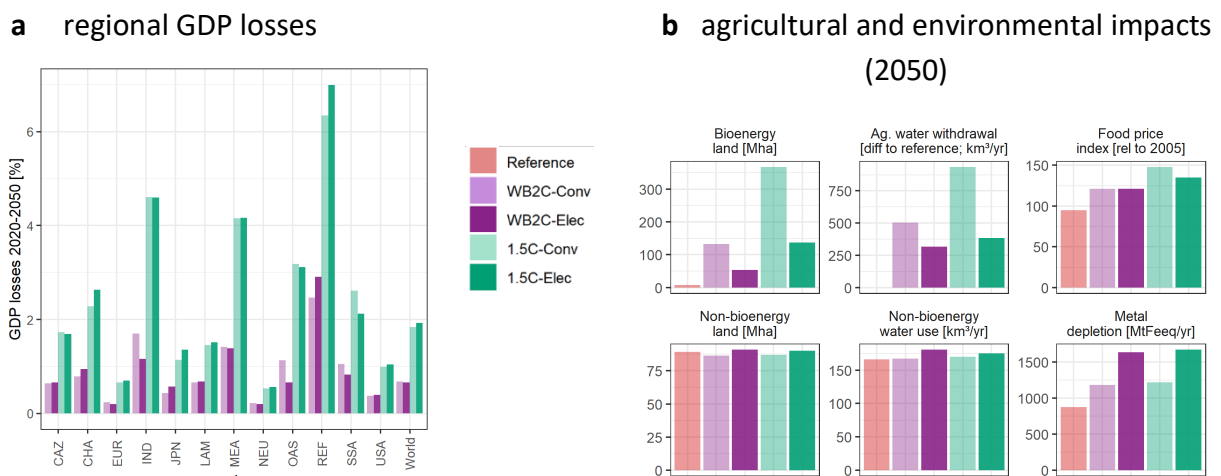 a regional GDP losses
GDP losses 2020-2050 [%]
6
4
2
0
CAZ
CHA
EUR
IND
JPN
LAM
MEA
NEU
OAS
REF
SSA
USA
World
Reference
WB2C-Conv
WB2C-Elec
1.5C-Conv
1.5C-Elec
b agricultural and environmental impacts
(2050)
Bioenergy
land [Mha]
300
200
100
0
Ag. water withdrawal
[diff to reference; km³/yr]
750
500
250
0
Food price
index [rel to 2005]
150
100
50
0
Non-bioenergy
land [Mha]
75
50
25
0
Non-bioenergy
water use [km³/yr]
150
100
50
0
Metal
depletion [MtFeeq/yr]
1500
1000
500
0